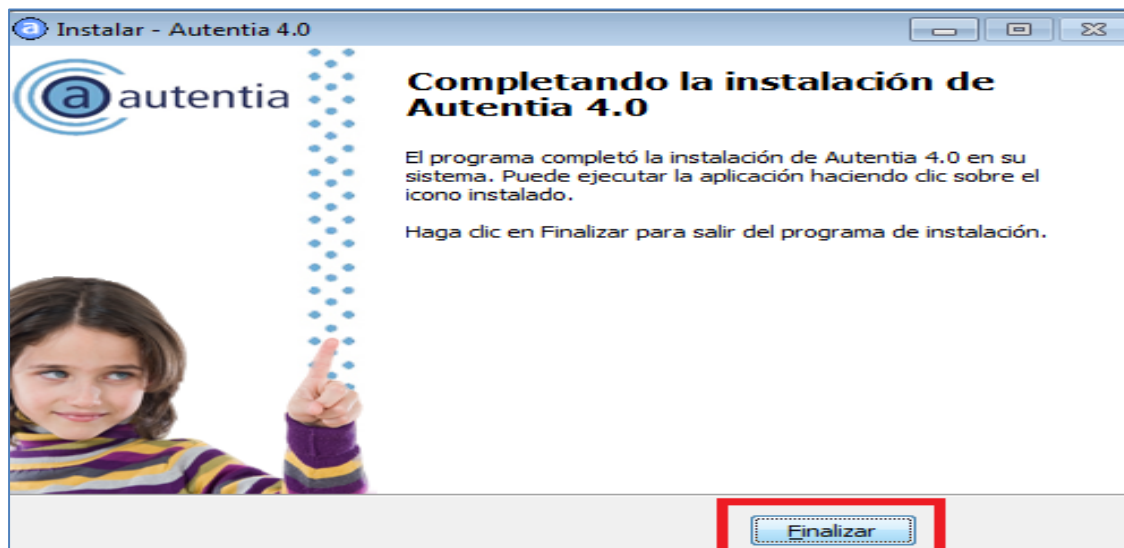 Instalar - Autentia 4.0
a autentia
Completando la instalación de
Autentia 4.0
El programa completó la instalación de Autentia 4.0 en su
sistema. Puede ejecutar la aplicación haciendo clic sobre el
icono instalado.
Haga clic en Finalizar para salir del programa de instalación.
Finalizar